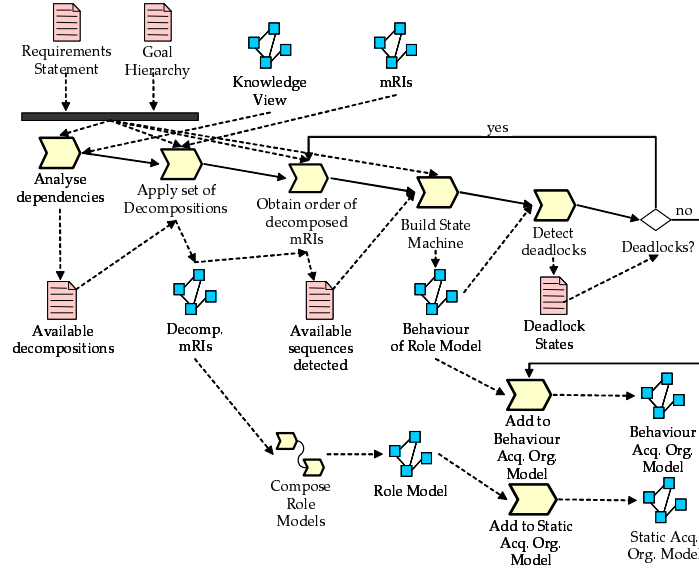 Requirements
Statement
Goal
Hierarchy
Knowledge
View
mRIs
yes
Analyse
dependencies
Apply set of
Decompositions
Obtain order of
decomposed
mRIs
Build State
Machine
Detect
deadlocks
no
Deadlocks?
Available
decompositions
Decomp.
mRIs
Available
sequences
detected
Behaviour
of Role Model
Deadlock
States
Add to
Behaviour
Acq. Org.
Model
Behaviour
Acq. Org.
Model
Compose
Role
Models
Role Model
Add to Static
Acq. Org.
Model
Static Acq.
Org. Model